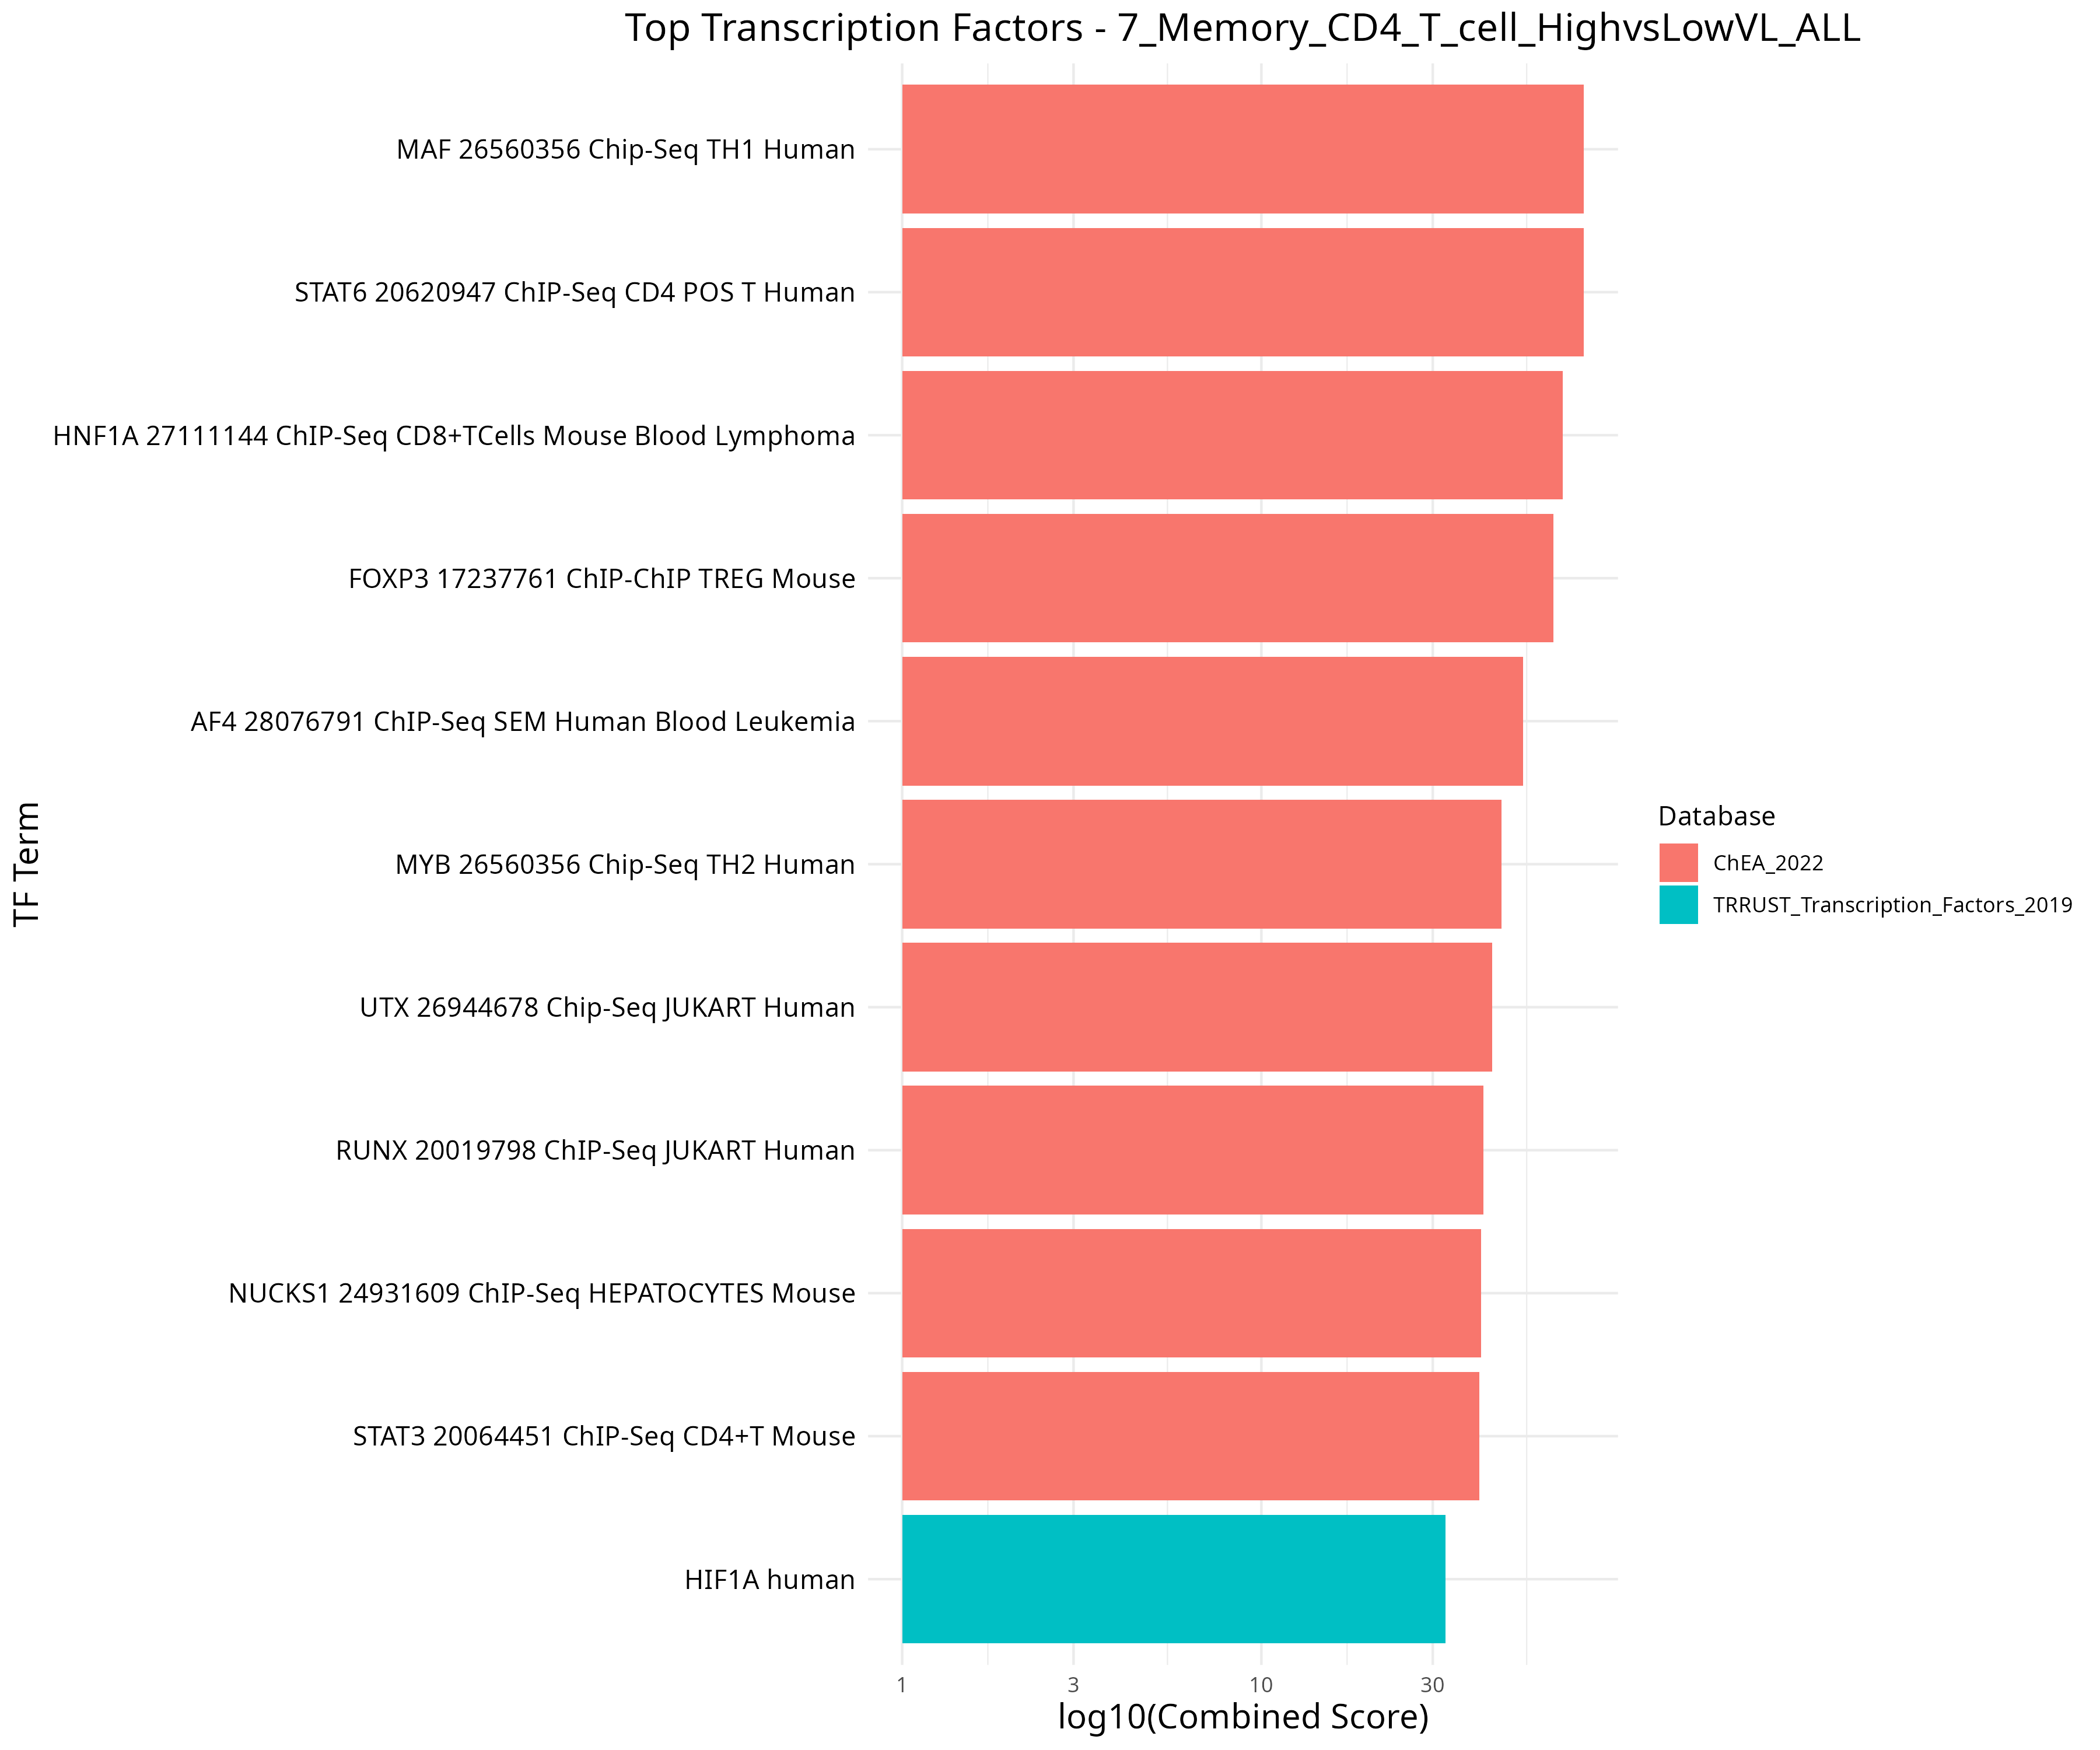 Top Transcription Factors - 7_Memory_CD4_T_cell_HighvsLowVL_ALL
TF Term
MAF 26560356 Chip-Seq TH1 Human
STAT6 20620947 ChIP-Seq CD4 POS T Human
HNF1A 27111144 ChIP-Seq CD8+TCells Mouse Blood Lymphoma
FOXP3 17237761 ChIP-ChIP TREG Mouse
AF4 28076791 ChIP-Seq SEM Human Blood Leukemia
MYB 26560356 Chip-Seq TH2 Human
UTX 26944678 Chip-Seq JUKART Human
RUNX 20019798 ChIP-Seq JUKART Human
NUCKS1 24931609 ChIP-Seq HEPATOCYTES Mouse
STAT3 20064451 ChIP-Seq CD4+T Mouse
HIF1A human
1 3 10 30
log10(Combined Score)
Database
ChEA_2022
TRRUST_Transcription_Factors_2019